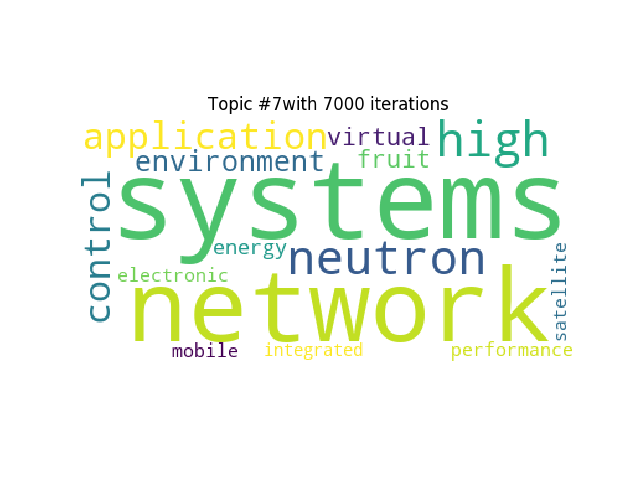 Topic #7with 7000 iterations
application
virtual
high
environment
fruit
control
systems
energy
neutron
electronic
network
satellite
mobile
integrated
performance